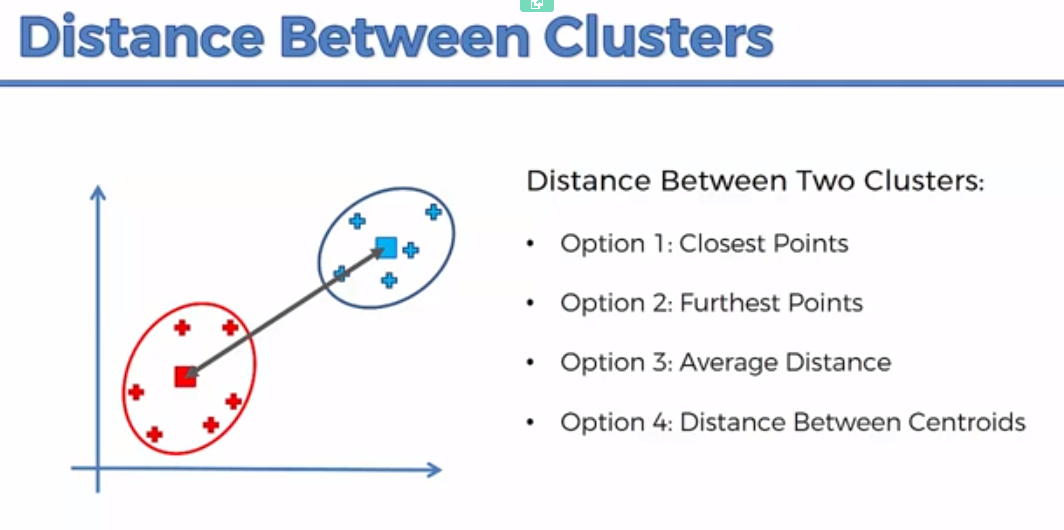 Distance Between Clusters
Distance Between Two Clusters:
• Option 1: Closest Points
• Option 2: Furthest Points
• Option 3: Average Distance
• Option 4: Distance Between Centroids